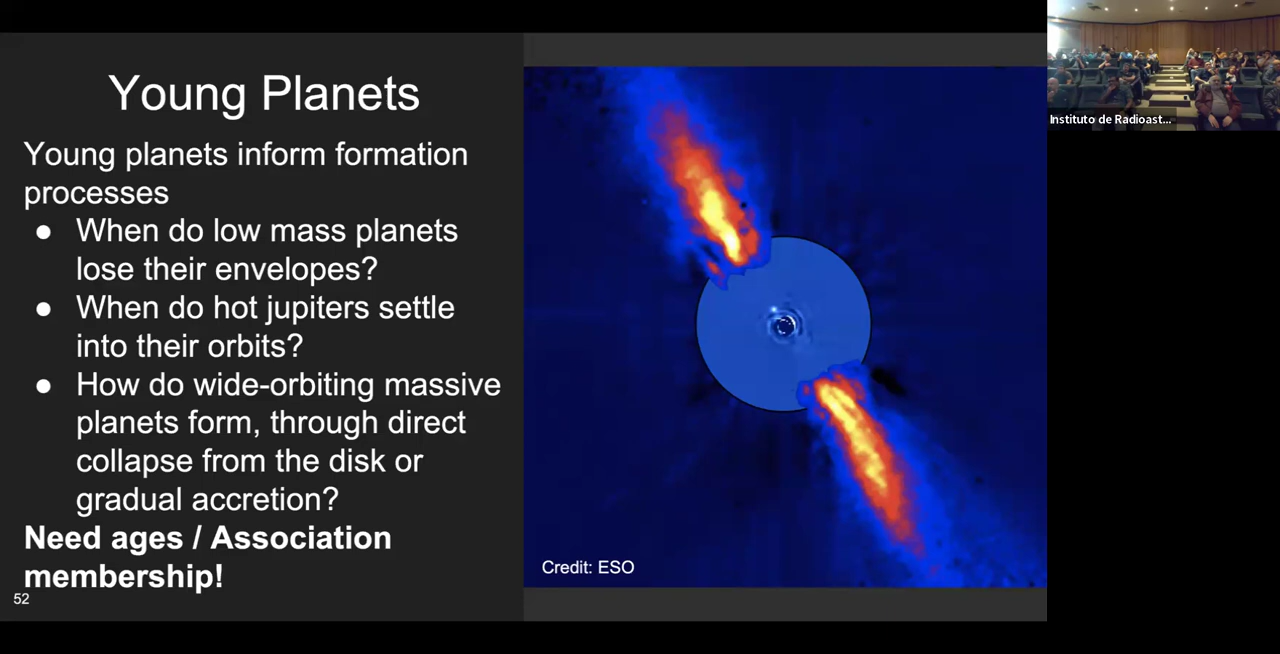 Young Planets
Young planets inform formation
processes
● When do low mass planets
lose their envelopes?
● When do hot jupiters settle
into their orbits?
● How do wide-orbiting massive
planets form, through direct
collapse from the disk or
gradual accretion?
Need ages / Association
membership!
52
Credit: ESO
Instituto de Radioast...